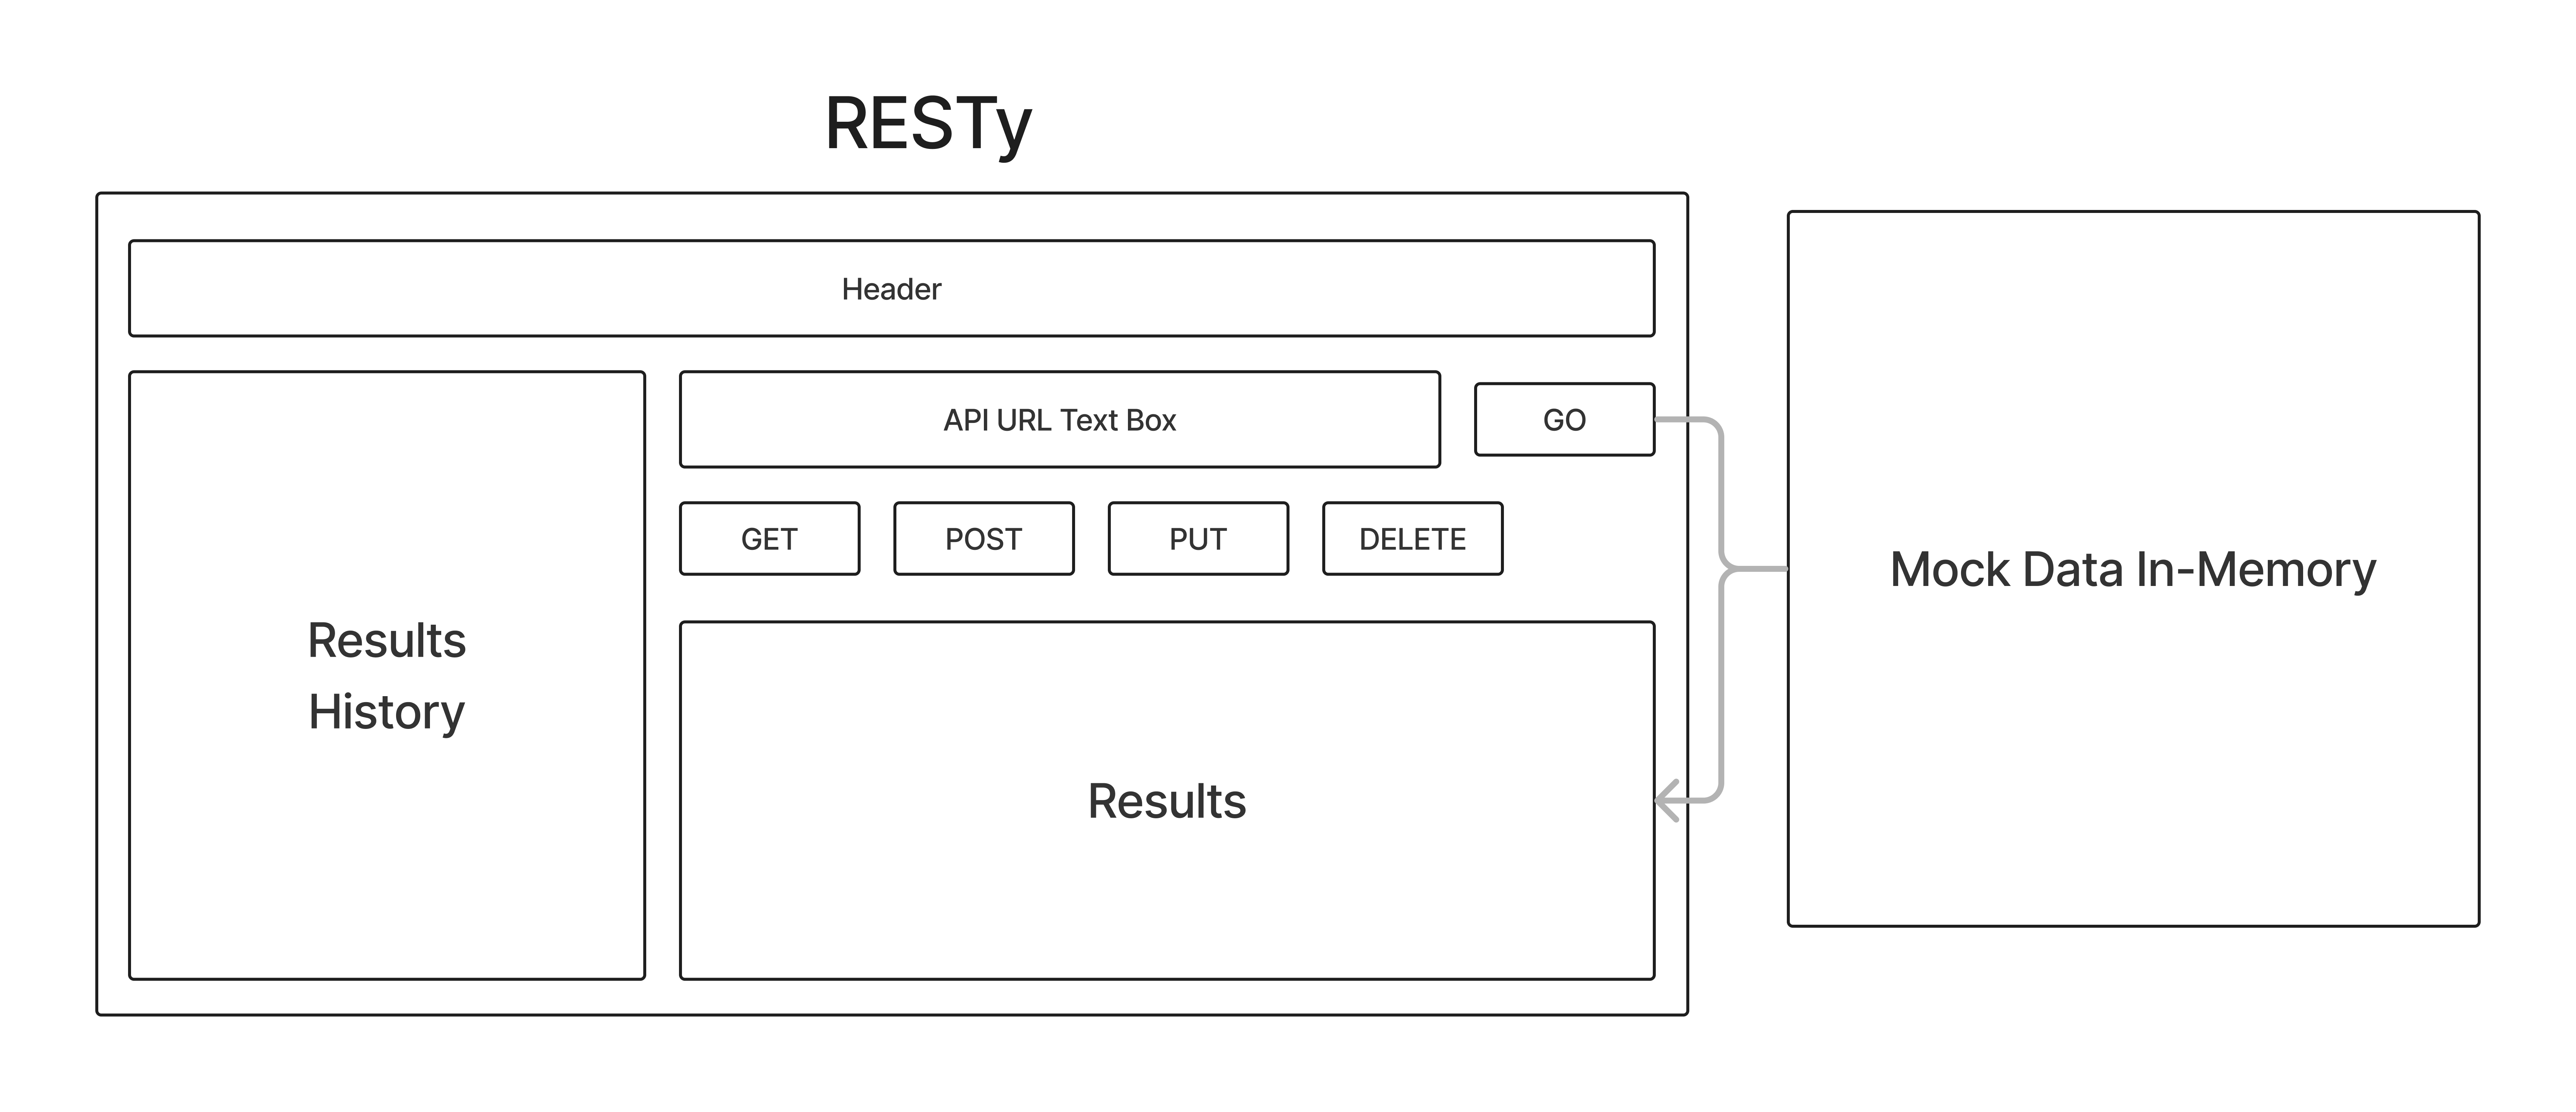 RESTy
Header
API URL Text Box
GO
GET
POST
PUT
DELETE
Results
History
Results
Mock Data In-Memory